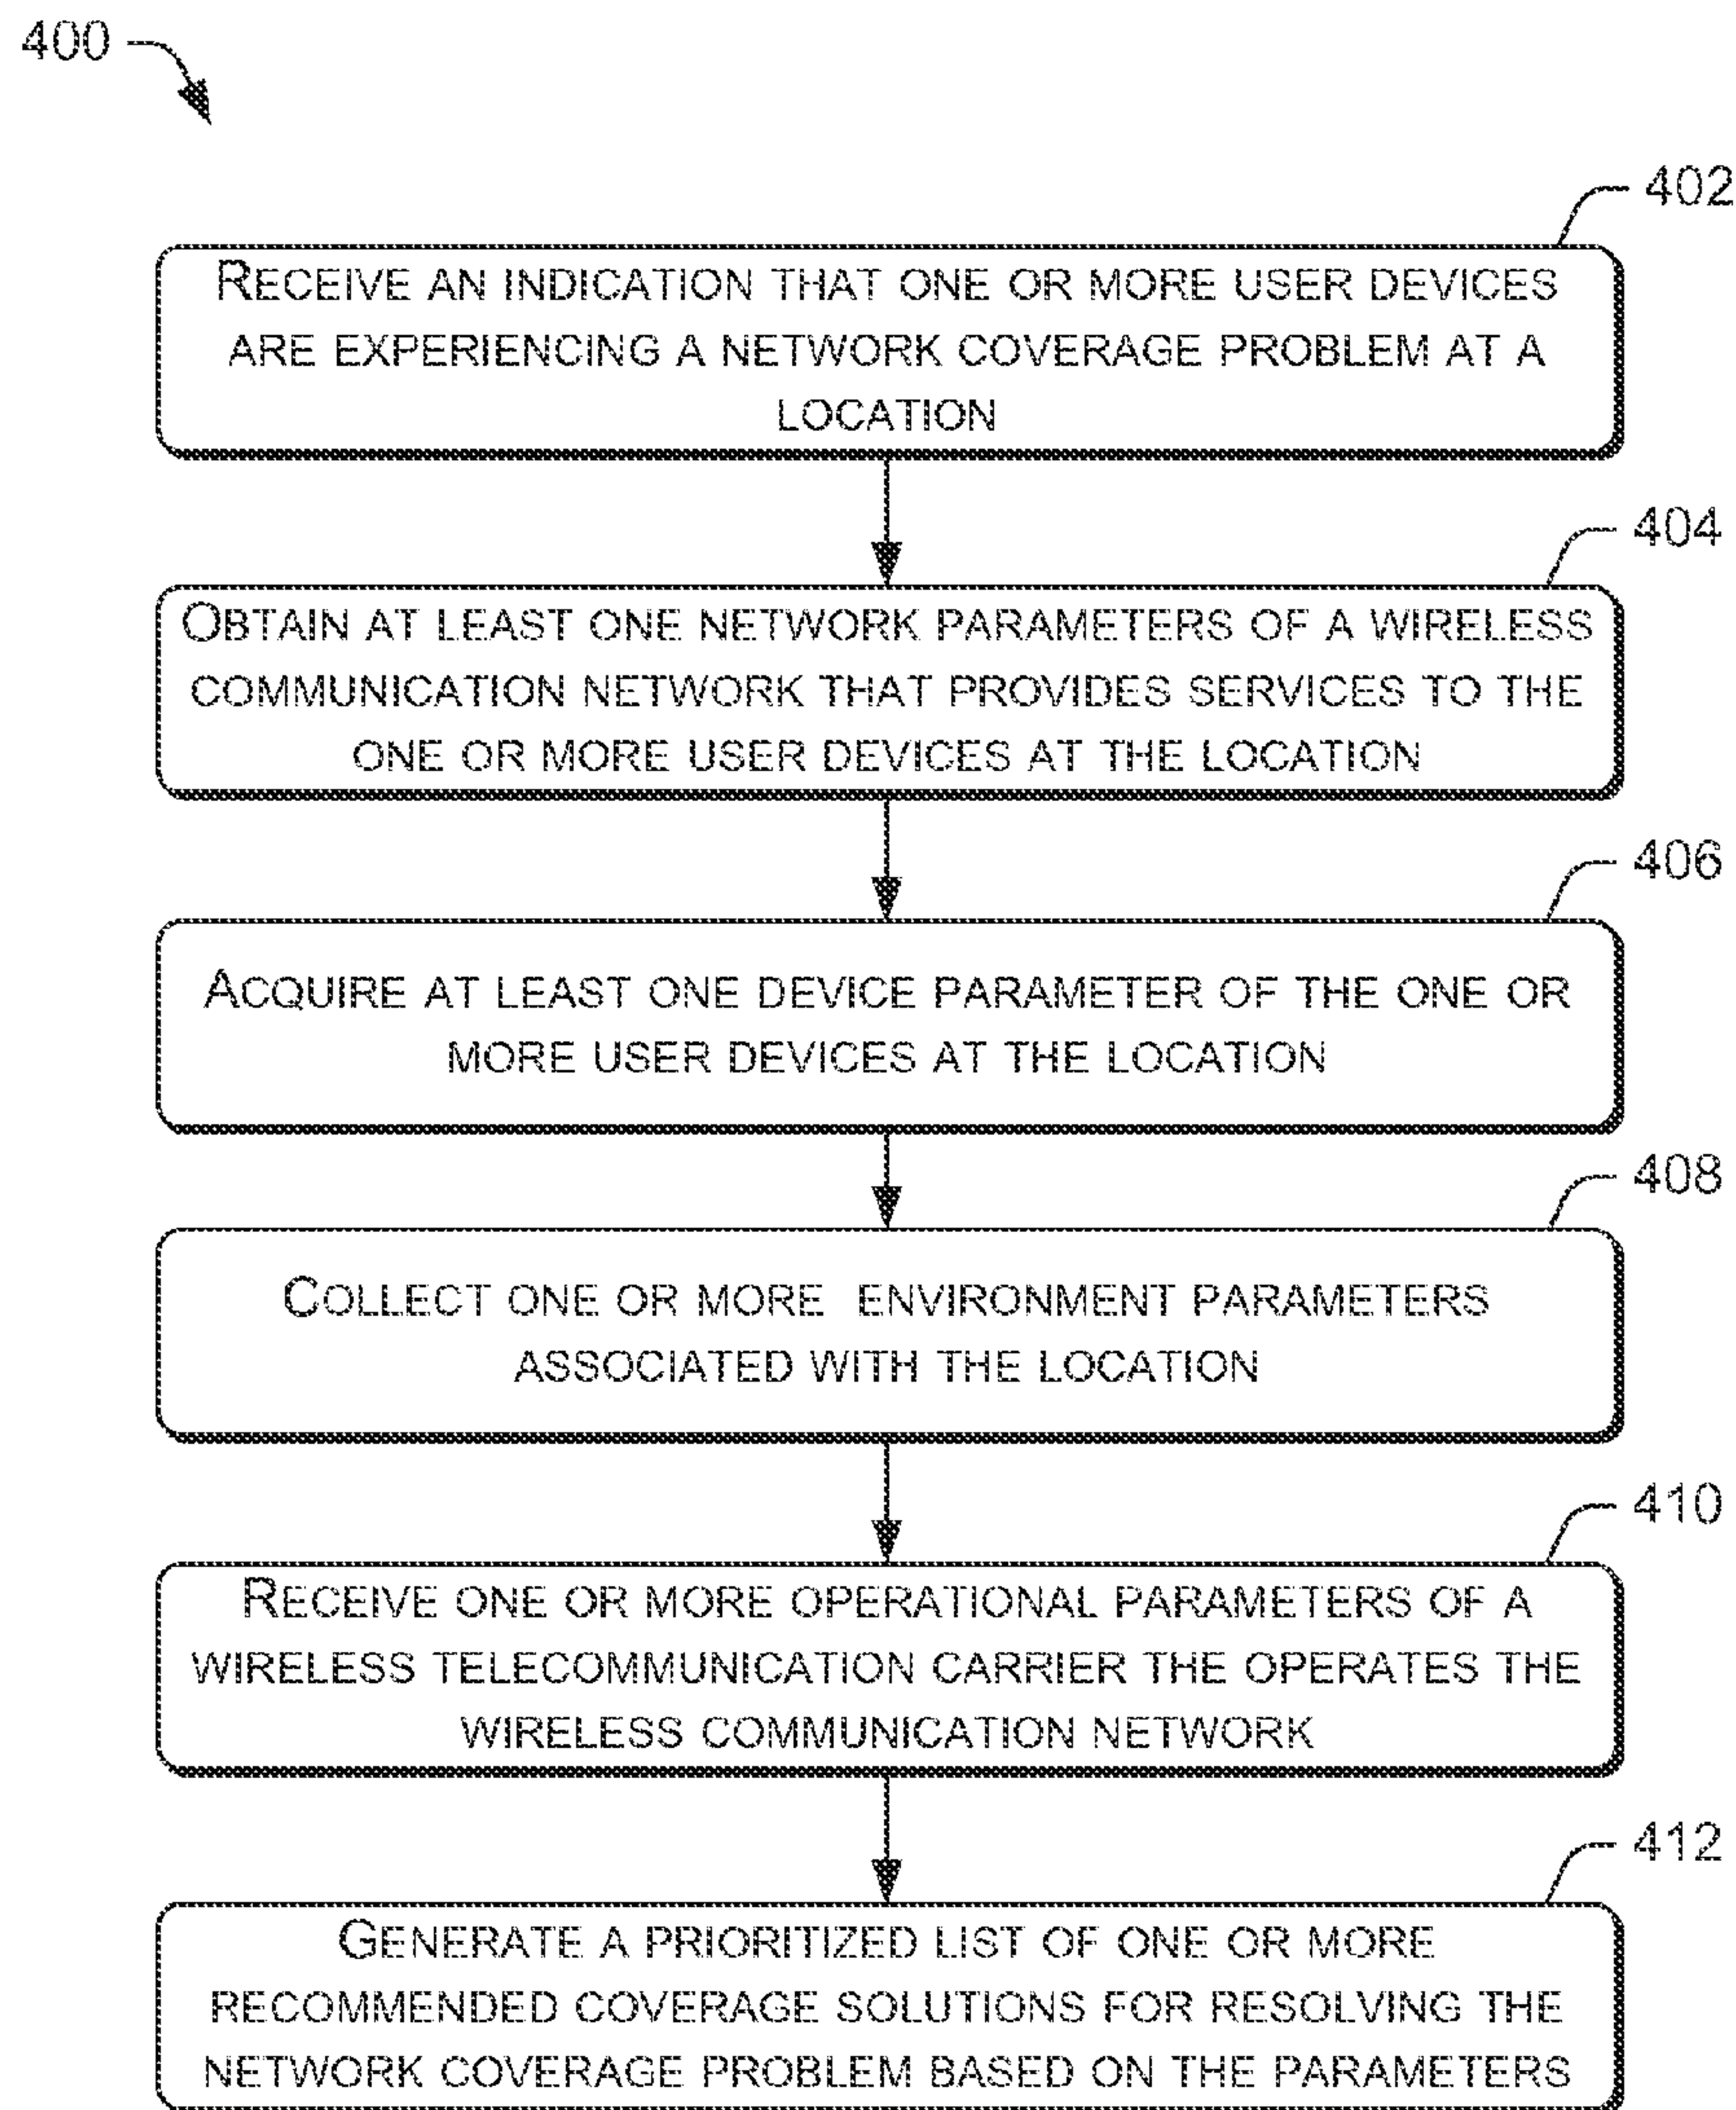 400
402
RECEIVE AN INDICATION THAT ONE OR MORE USER DEVICES
ARE EXPERIENCING A NETWORK COVERAGE PROBLEM AT A
LOCATION
404
OBTAIN AT LEAST ONE NETWORK PARAMETERS OF A WIRELESS
COMMUNICATION NETWORK THAT PROVIDES SERVICES TO THE
ONE OR MORE USER DEVICES AT THE LOCATION
406
ACQUIRE AT LEAST ONE DEVICE PARAMETER OF THE ONE OR
MORE USER DEVICES AT THE LOCATION
408
COLLECT ONE OR MORE ENVIRONMENT PARAMETERS
ASSOCIATED WITH THE LOCATION
410
RECEIVE ONE OR MORE OPERATIONAL PARAMETERS OF A
WIRELESS TELECOMMUNICATION CARRIER THE OPERATES THE
WIRELESS COMMUNICATION NETWORK
412
GENERATE A PRIORITIZED LIST OF ONE OR MORE
RECOMMENDED COVERAGE SOLUTIONS FOR RESOLVING THE
NETWORK COVERAGE PROBLEM BASED ON THE PARAMETERS